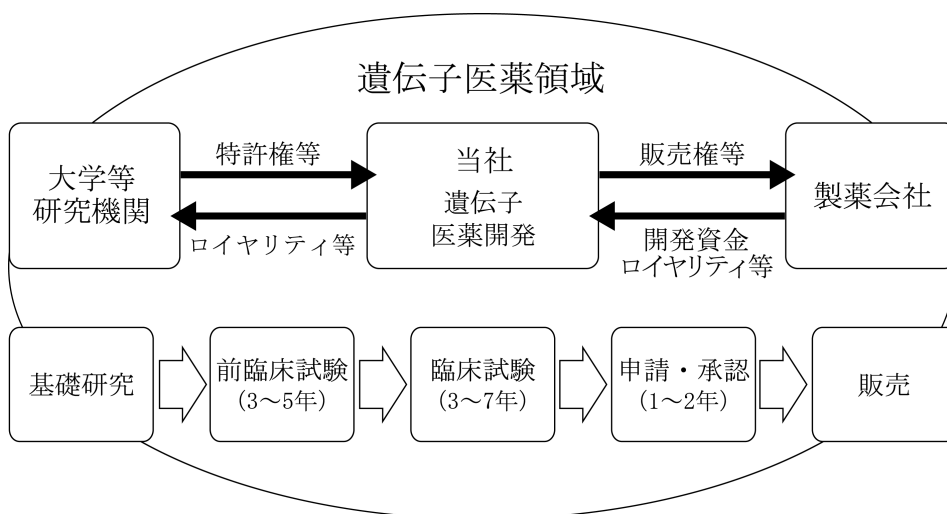 遺伝子医薬領域
大学等
研究機関
特許権等
ロイヤリティ等
当社
遺伝子
医薬開発
販売権等
開発資金
ロイヤリティ等
製薬会社
基礎研究
前臨床試験
(3〜5年)
臨床試験
(3〜7年)
申請・承認
(1〜2年)
販売